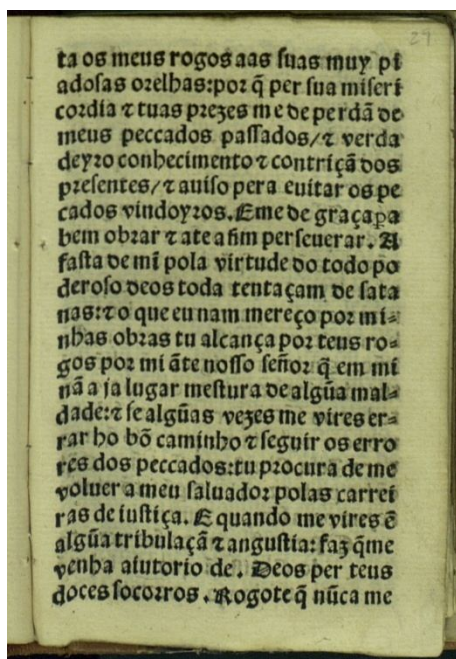 29
ta os meus rogos aas suas muy pi
adosas orelhas:por q̃ per sua miseri
cordia ⁊ tuas prezes me de perdã de
meus peccados passados/⁊ verda
deyro conhecimento ⁊ contriçã dos
presentes/⁊ auiso pera euitar os pe
cados vindoyros. E me de graça ꝑa
bem obrar ⁊ ate a fim perseuerar. A
fasta de mĩ pola virtude do todo po
deroso deos toda tentaçam de sata
nas:⁊ o que eu nam mereço por mi⸗
nhas obras tu alcança por teus ro⸗
gos por mi ãte nosso señor q̃ em mi
nã a ja lugar mestura de algũa mal⸗
dade:⁊ se algũas vezes me vires er⸗
rar ho bõ caminho ⁊ seguir os erro
res dos peccados:tu procura de me
voluer a meu saluador polas carrei
ras de iustiça. E quando me vires ẽ
algũa tribulaçã ⁊ angustia: faz q̃ me
venha aiutorio de . Deos per teus
doces socorros . Rogote q̃ nũca me